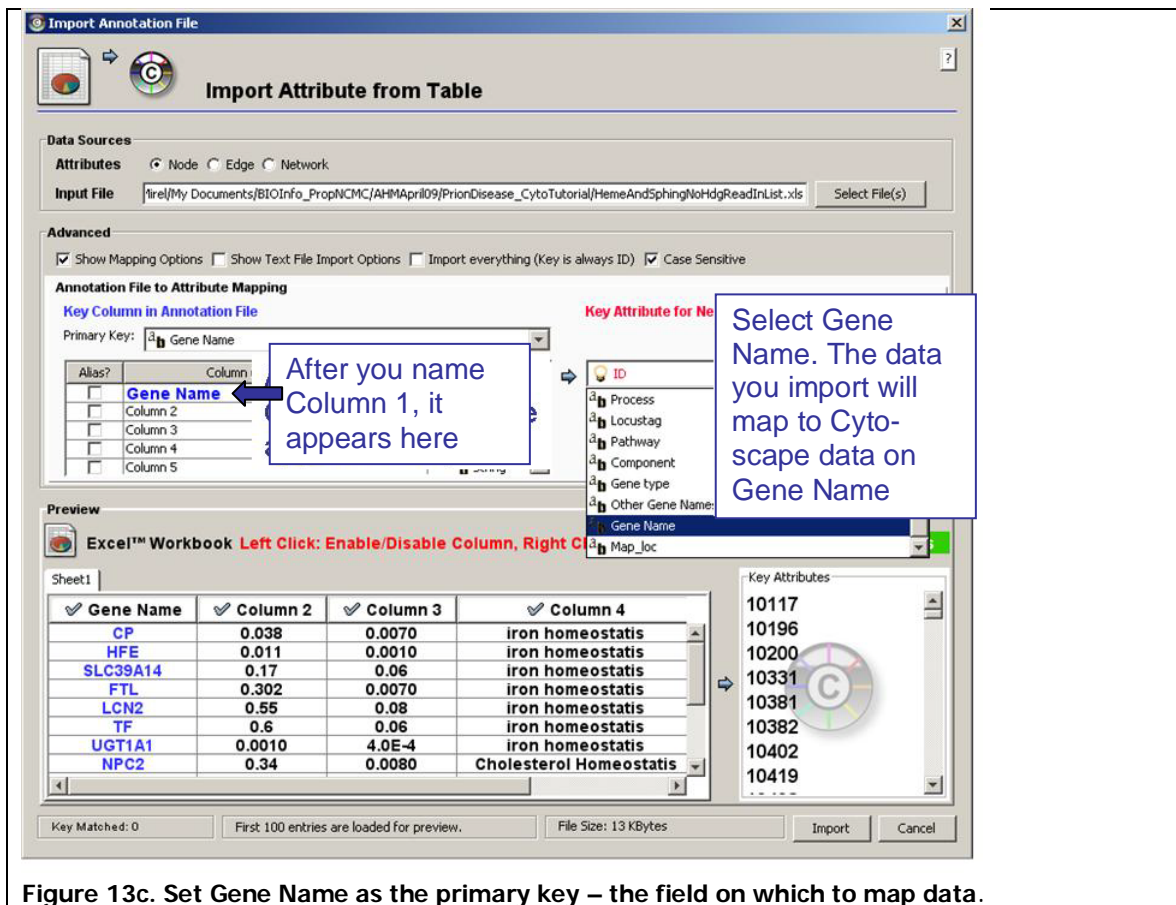 Import Annotation File
Import Attribute from Table
?
Data Sources
Attributes Node Edge Network
Input File Mirel/My Documents/BIOInfo_PropNCMC/AHMApril09/PrionDisease_CytoTutorial/HemeAndSphingNoHdgReadInList.xls Select File(s)
Advanced
Show Mapping Options Show Text File Import Options Import everything (Key is always ID) Case Sensitive
Annotation File to Attribute Mapping
Key Column in Annotation File
Key Attribute for Ne
Primary Key: ab Gene Name
Alias? Column
Gene Name
Column 2
Column 3
Column 4
Column 5
After you name
Column 1, it
appears here
ID
ab Process
ab Locustag
ab Pathway
ab Component
ab Gene type
ab Other Gene Names
ab Gene Name
ab Map_loc
Select Gene
Name. The data
you import will
map to Cyto-
scape data on
Gene Name
Preview
Excel™ Workbook Left Click: Enable/Disable Column, Right Cl
Sheet1
Gene Name Column 2 Column 3 Column 4
CP 0.038 0.0070 iron homeostatis
HFE 0.011 0.0010 iron homeostatis
SLC39A14 0.17 0.06 iron homeostatis
FTL 0.302 0.0070 iron homeostatis
LCN2 0.55 0.08 iron homeostatis
TF 0.6 0.06 iron homeostatis
UGT1A1 0.0010 4.0E-4 iron homeostatis
NPC2 0.34 0.0080 Cholesterol Homeostatis
Key Attributes
10117
10196
10200
10331
10381
10382
10402
10419
C
Key Matched: 0 First 100 entries are loaded for preview. File Size: 13 KBytes Import Cancel
Figure 13c. Set Gene Name as the primary key – the field on which to map data.